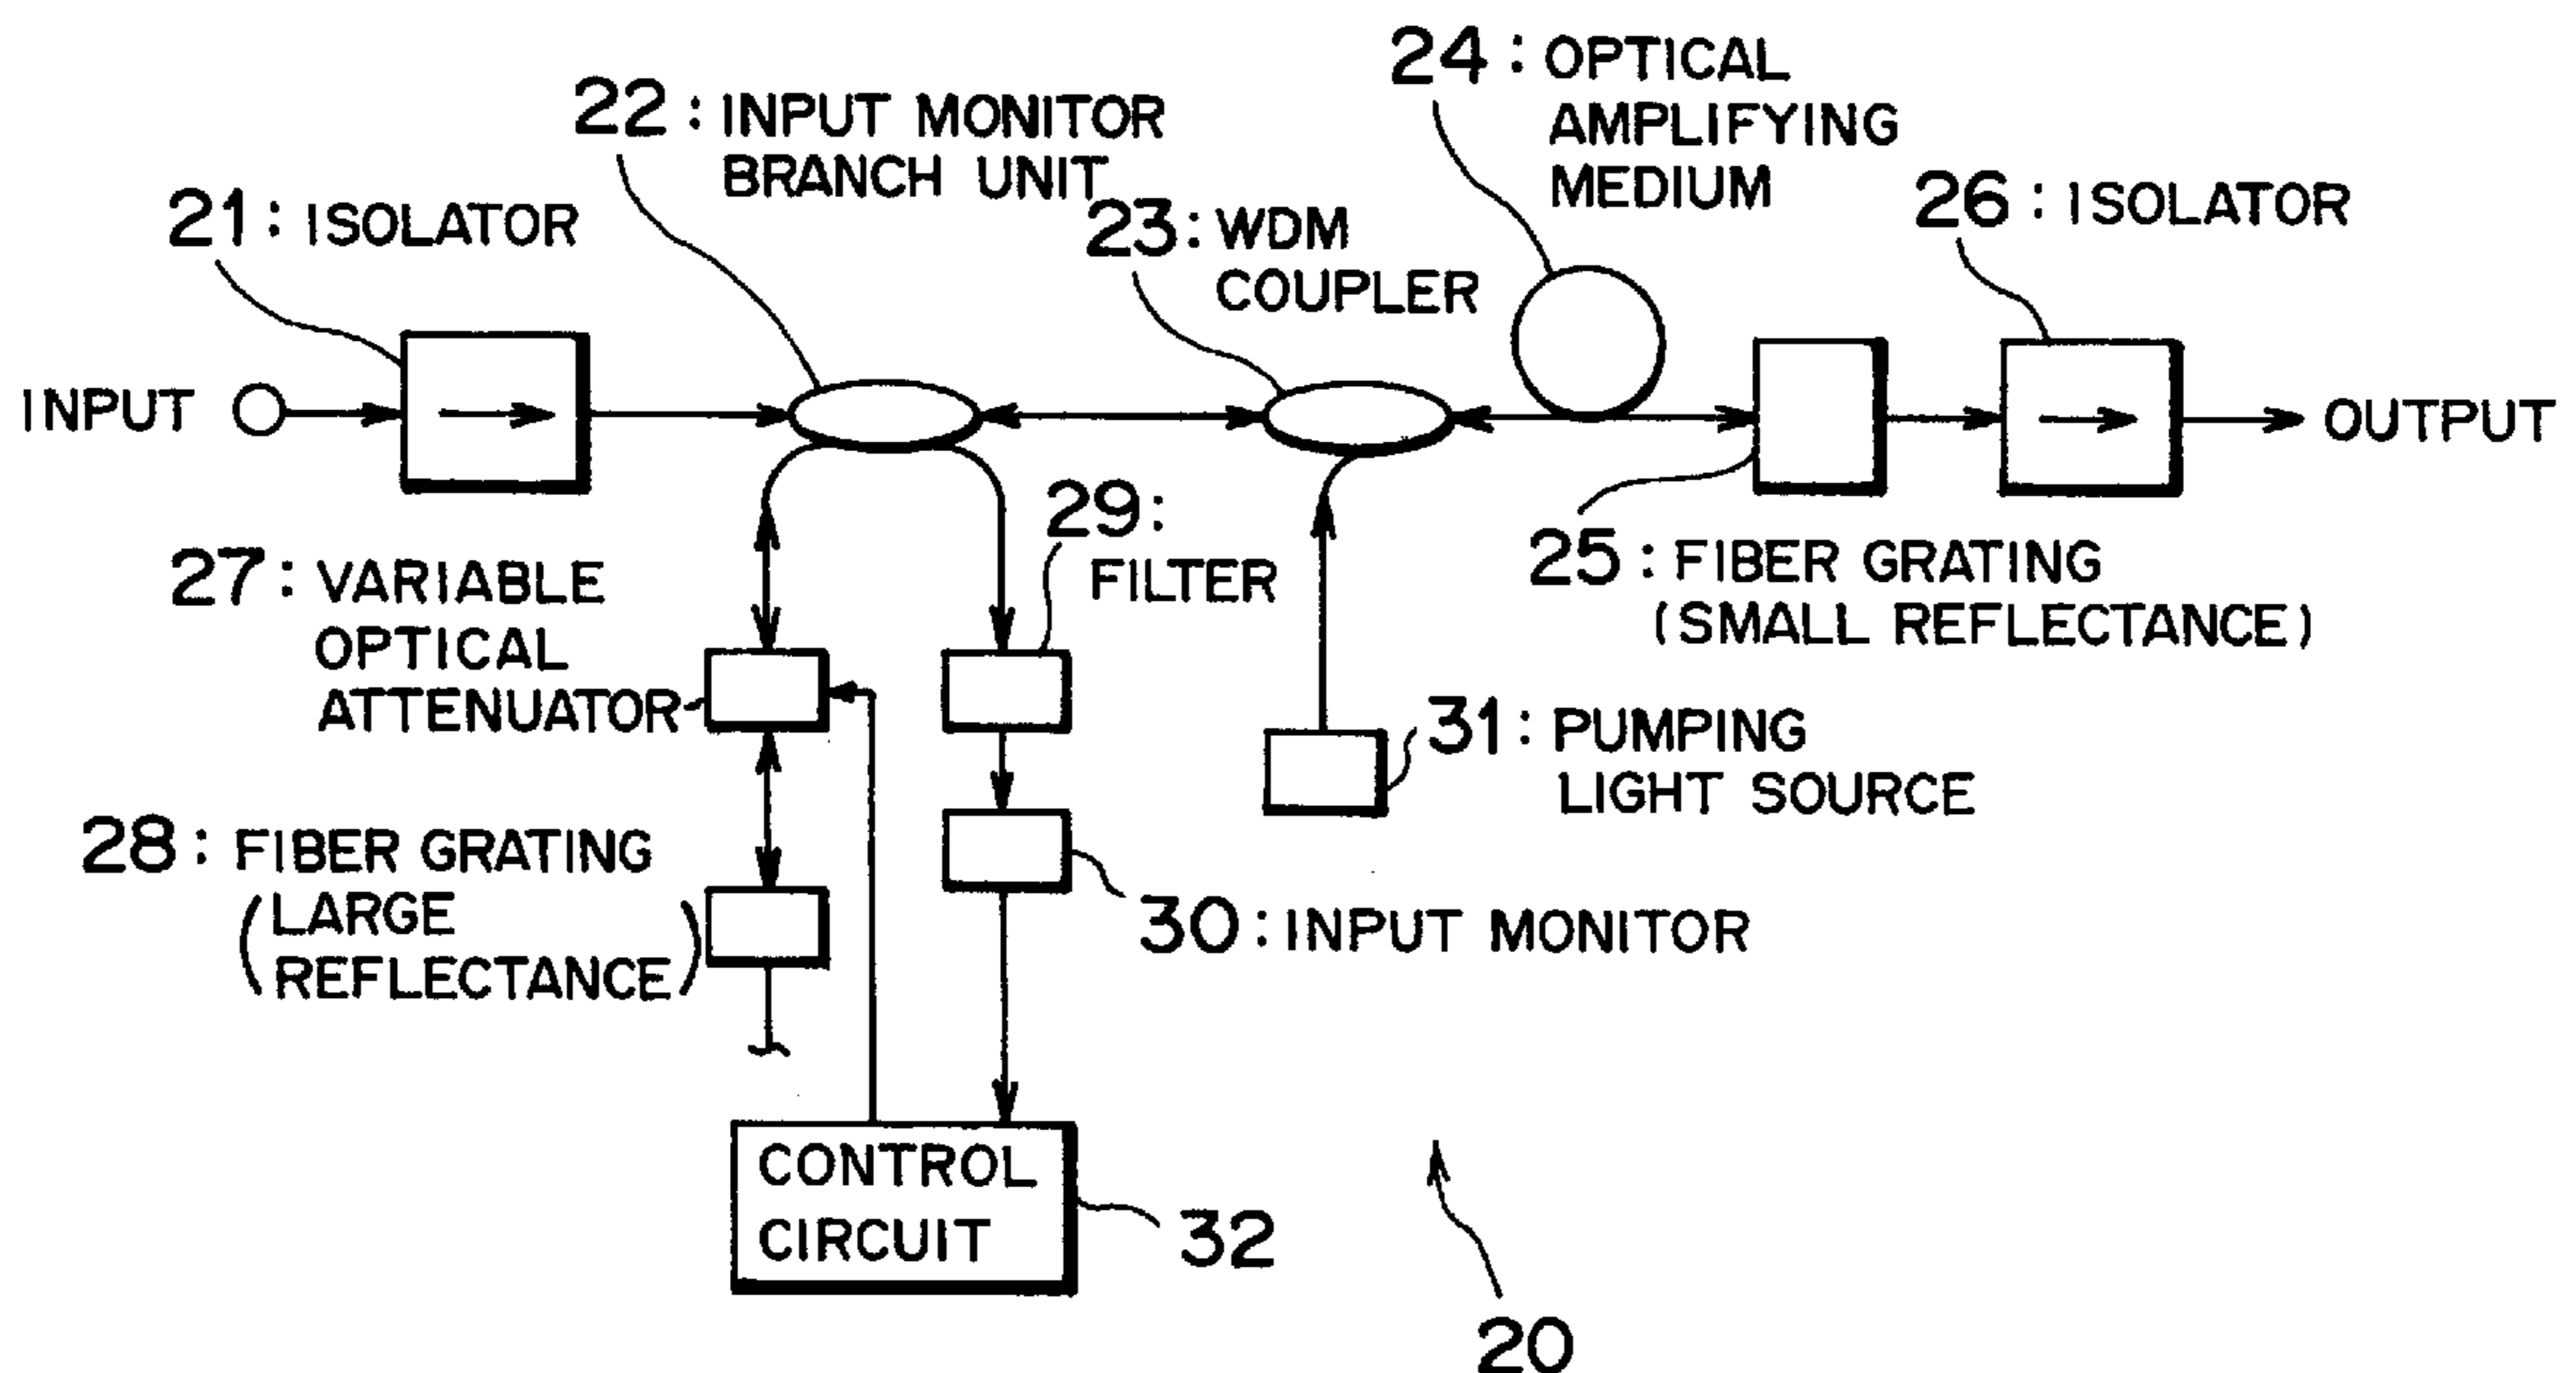 24 : OPTICAL
AMPLIFYING
MEDIUM
22 : INPUT MONITOR
BRANCH UNIT
21 : ISOLATOR
23 : WDM
COUPLER
26 : ISOLATOR
INPUT
OUTPUT
29 :
FILTER
27 : VARIABLE
OPTICAL
ATTENUATOR
25 : FIBER GRATING
(SMALL REFLECTANCE)
31 : PUMPING
LIGHT SOURCE
28 : FIBER GRATING
(LARGE
REFLECTANCE)
30 : INPUT MONITOR
CONTROL
CIRCUIT
32
20